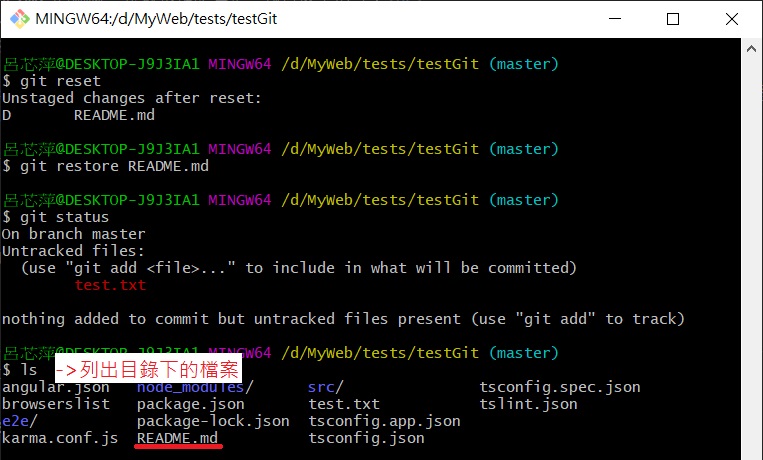 MINGW64:/d/MyWeb/tests/testGit
呂芯萍@DESKTOP-J9J3IA1 MINGW64 /d/MyWeb/tests/testGit (master)
$ git reset
Unstaged changes after reset:
D       README.md
呂芯萍@DESKTOP-J9J3IA1 MINGW64 /d/MyWeb/tests/testGit (master)
$ git restore README.md
呂芯萍@DESKTOP-J9J3IA1 MINGW64 /d/MyWeb/tests/testGit (master)
$ git status
On branch master
Untracked files:
  (use "git add <file>..." to include in what will be committed)
        test.txt
nothing added to commit but untracked files present (use "git add" to track)
呂芯萍@DESKTOP-J9J3IA1 MINGW64 /d/MyWeb/tests/testGit (master)
$ ls ->列出目錄下的檔案
angular.json   node_modules/      src/               tsconfig.spec.json
browserslist   package.json       test.txt           tslint.json
e2e/           package-lock.json  tsconfig.app.json
karma.conf.js  README.md          tsconfig.json